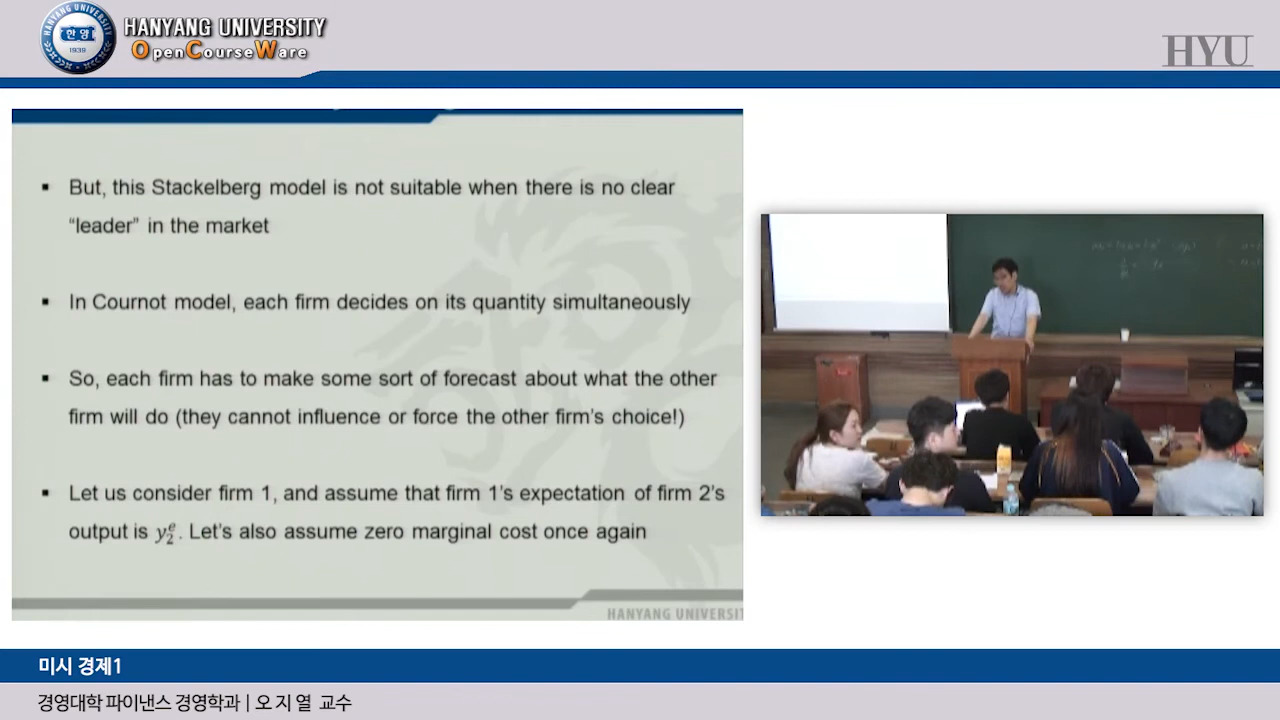 HANYANG UNIVERSITY
OpenCourseWare
한양
1939
HYU
▪ But, this Stackelberg model is not suitable when there is no clear
“leader” in the market
▪ In Cournot model, each firm decides on its quantity simultaneously
▪ So, each firm has to make some sort of forecast about what the other
firm will do (they cannot influence or force the other firm’s choice!)
▪ Let us consider firm 1, and assume that firm 1’s expectation of firm 2’s
output is y₂ᵉ. Let’s also assume zero marginal cost once again
HANYANG UNIVERSIT
미시 경제1
경영대학 파이낸스 경영학과 | 오 지 열 교수